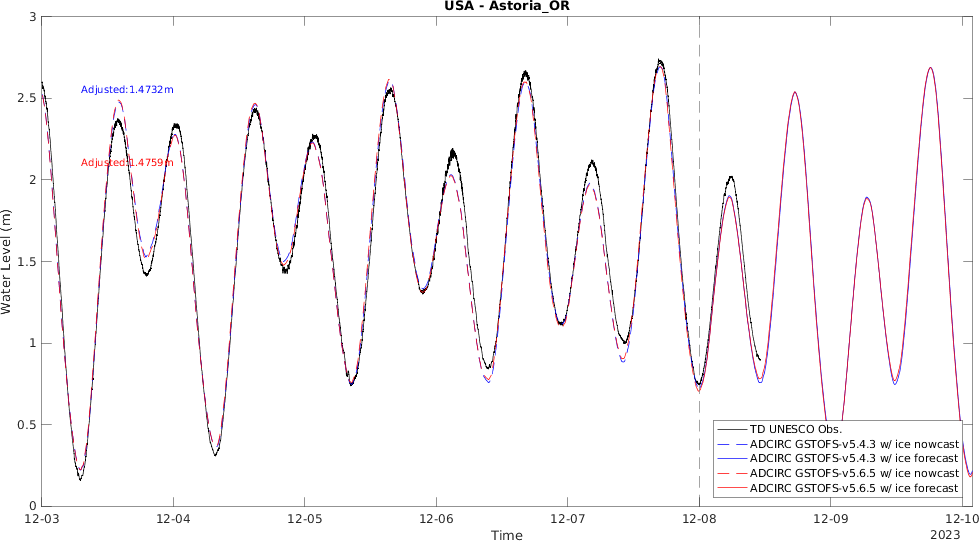 USA - Astoria_OR
3
2.5
2
1.5
1
0.5
0
Water Level (m)
Adjusted:1.4732m
Adjusted:1.4759m
TD UNESCO Obs.
ADCIRC GSTOFS-v5.4.3 w/ ice nowcast
ADCIRC GSTOFS-v5.4.3 w/ ice forecast
ADCIRC GSTOFS-v5.6.5 w/ ice nowcast
ADCIRC GSTOFS-v5.6.5 w/ ice forecast
12-03 12-04 12-05 12-06 12-07 12-08 12-09 12-10
Time
2023